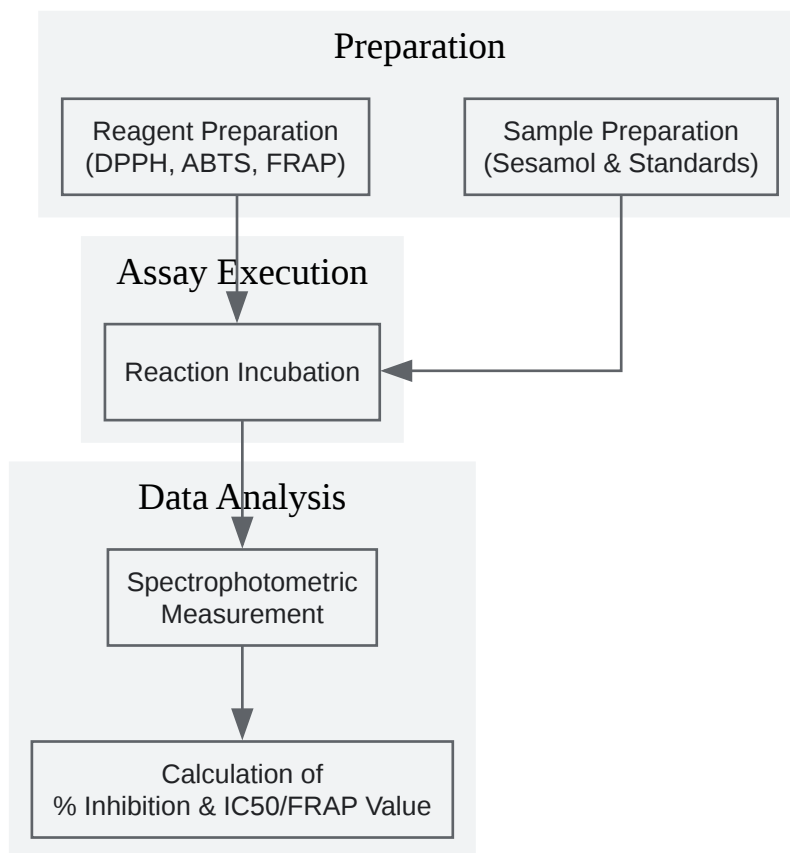 Preparation
Reagent Preparation
(DPPH, ABTS, FRAP)
Sample Preparation
(Sesamol & Standards)
Assay Execution
Reaction Incubation
Data Analysis
Spectrophotometric
Measurement
Calculation of
% Inhibition & IC50/FRAP Value